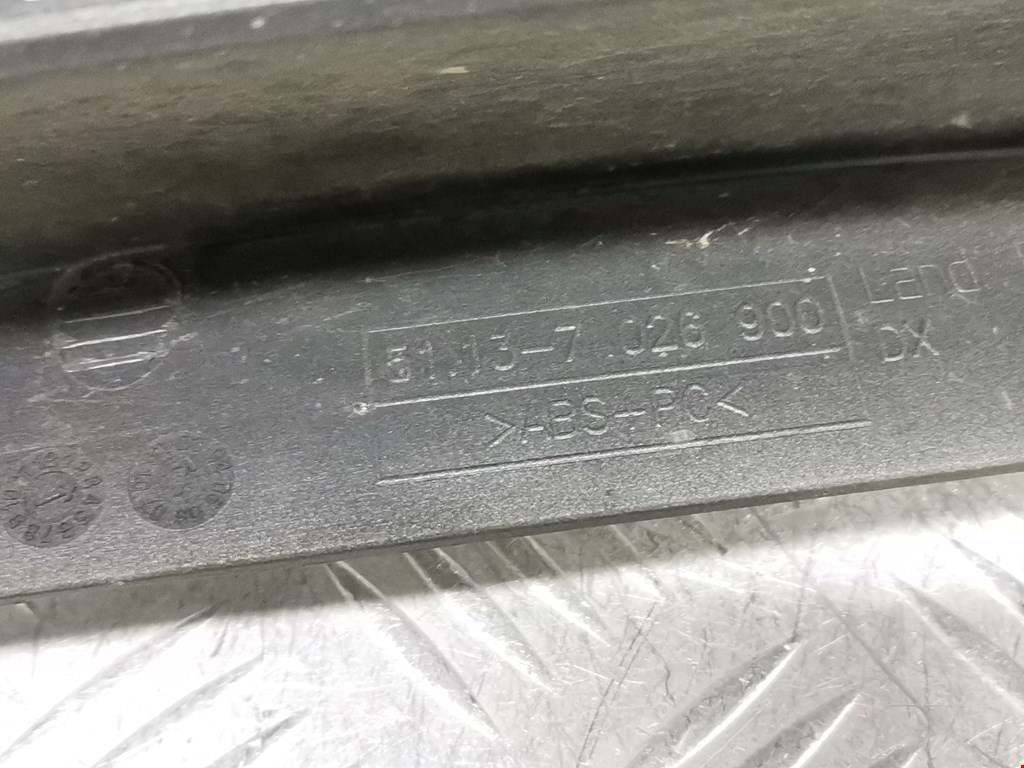 51.13-7 026 900
>ABS-PC<
Land
DX